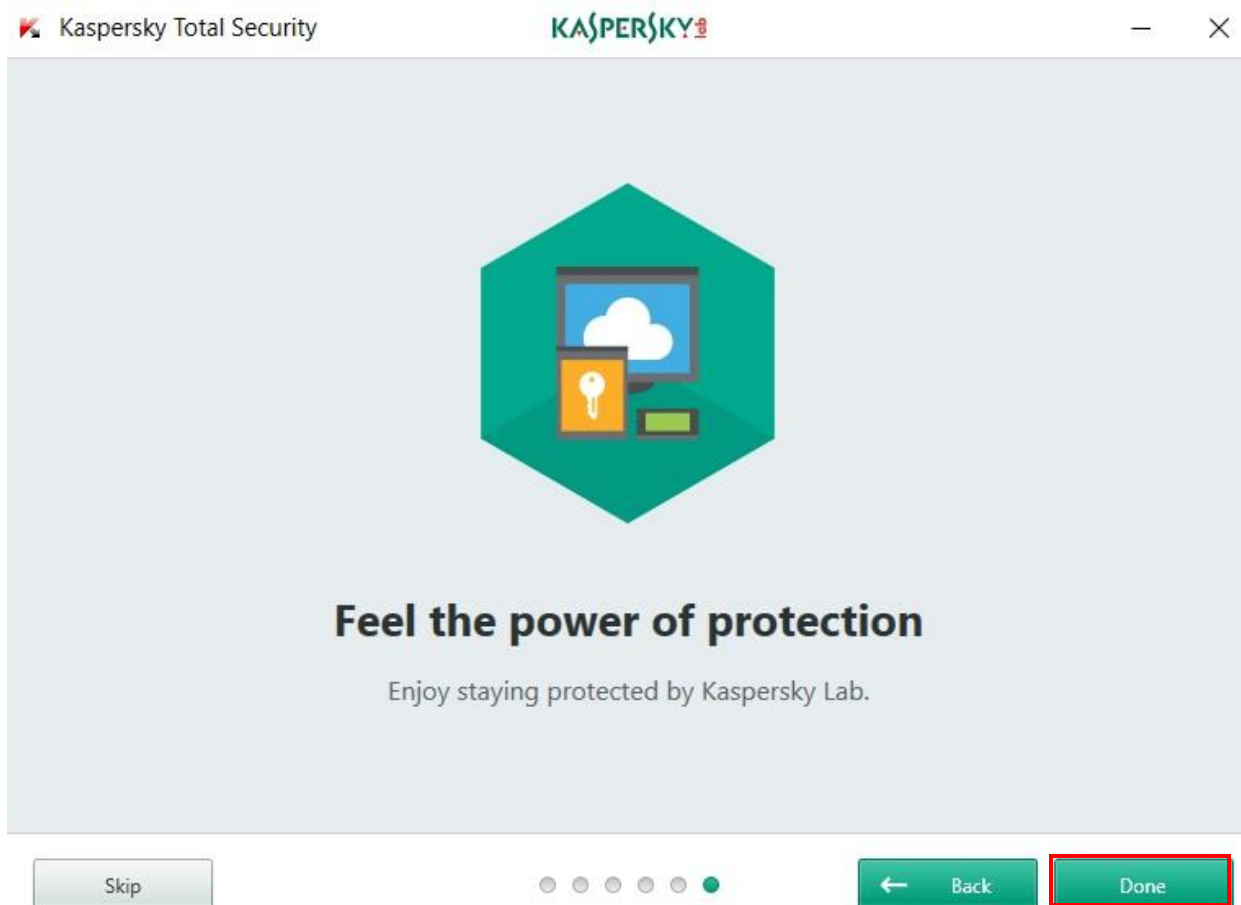 Kaspersky Total Security
KASPERSKY lab
Feel the power of protection
Enjoy staying protected by Kaspersky Lab.
Skip
Back
Done